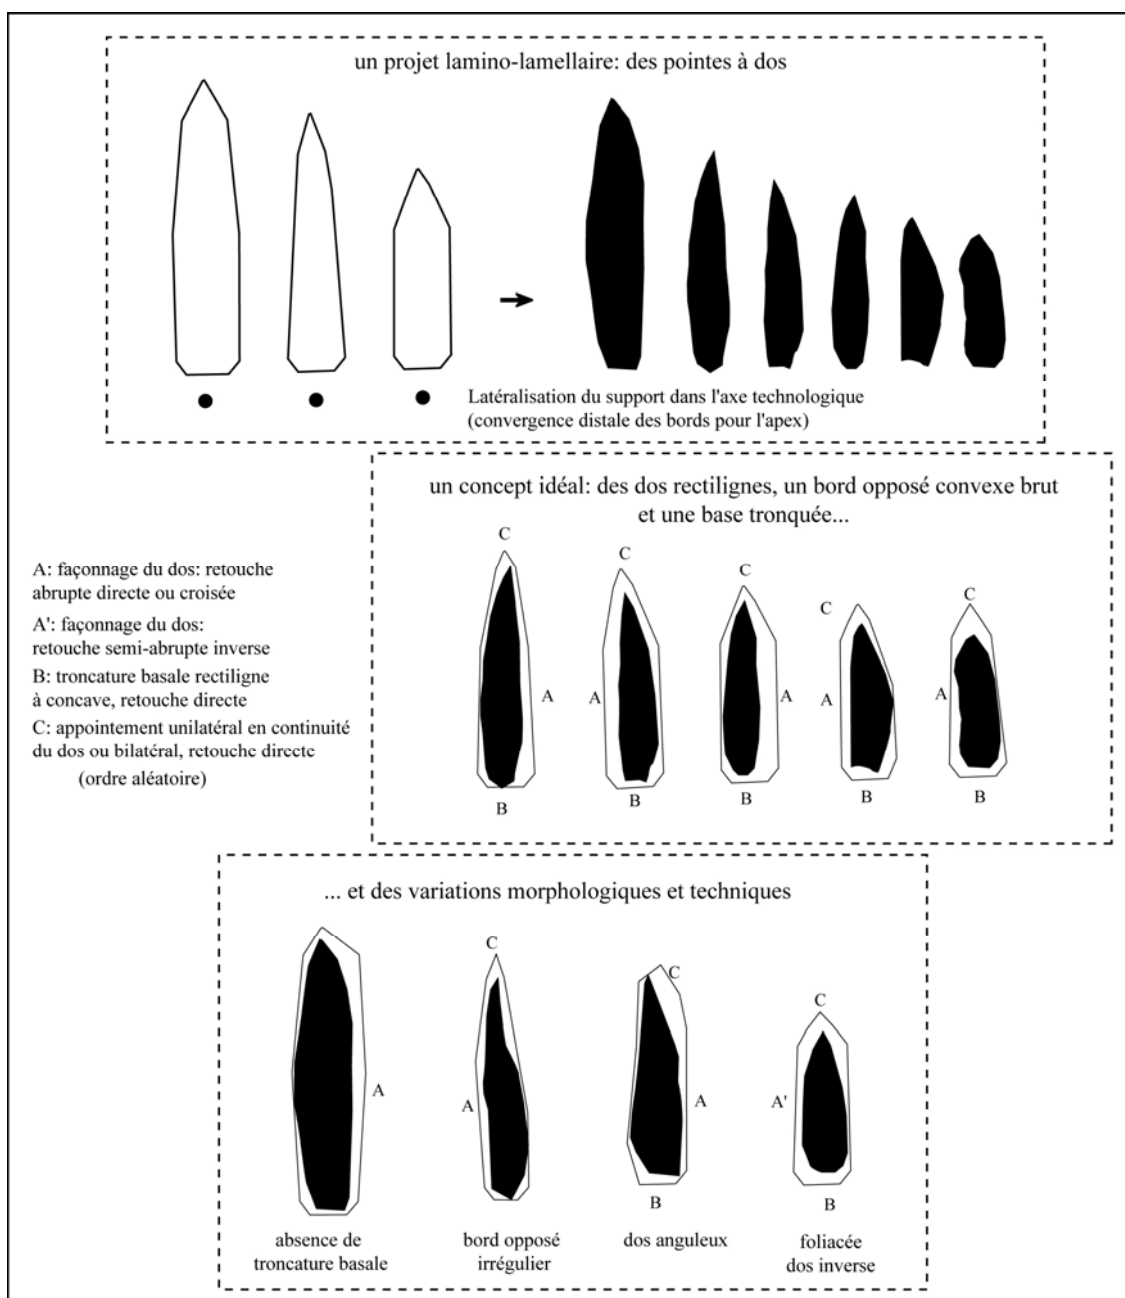 un projet lamino-lamellaire: des pointes à dos
Latéralisation du support dans l'axe technologique
(convergence distale des bords pour l'apex)
un concept idéal: des dos rectilignes, un bord opposé convexe brut
et une base tronquée...
C
C
C
C
C
A
A
A
A
A
B
B
B
B
B
A: façonnage du dos: retouche
abrupte directe ou croisée
A': façonnage du dos:
retouche semi-abrupte inverse
B: troncature basale rectiligne
à concave, retouche directe
C: appointement unilatéral en continuité
du dos ou bilatéral, retouche directe
(ordre aléatoire)
... et des variations morphologiques et techniques
C
C
C
A
A
A
A'
B
B
absence de
troncature basale
bord opposé
irrégulier
dos anguleux
foliacée
dos inverse